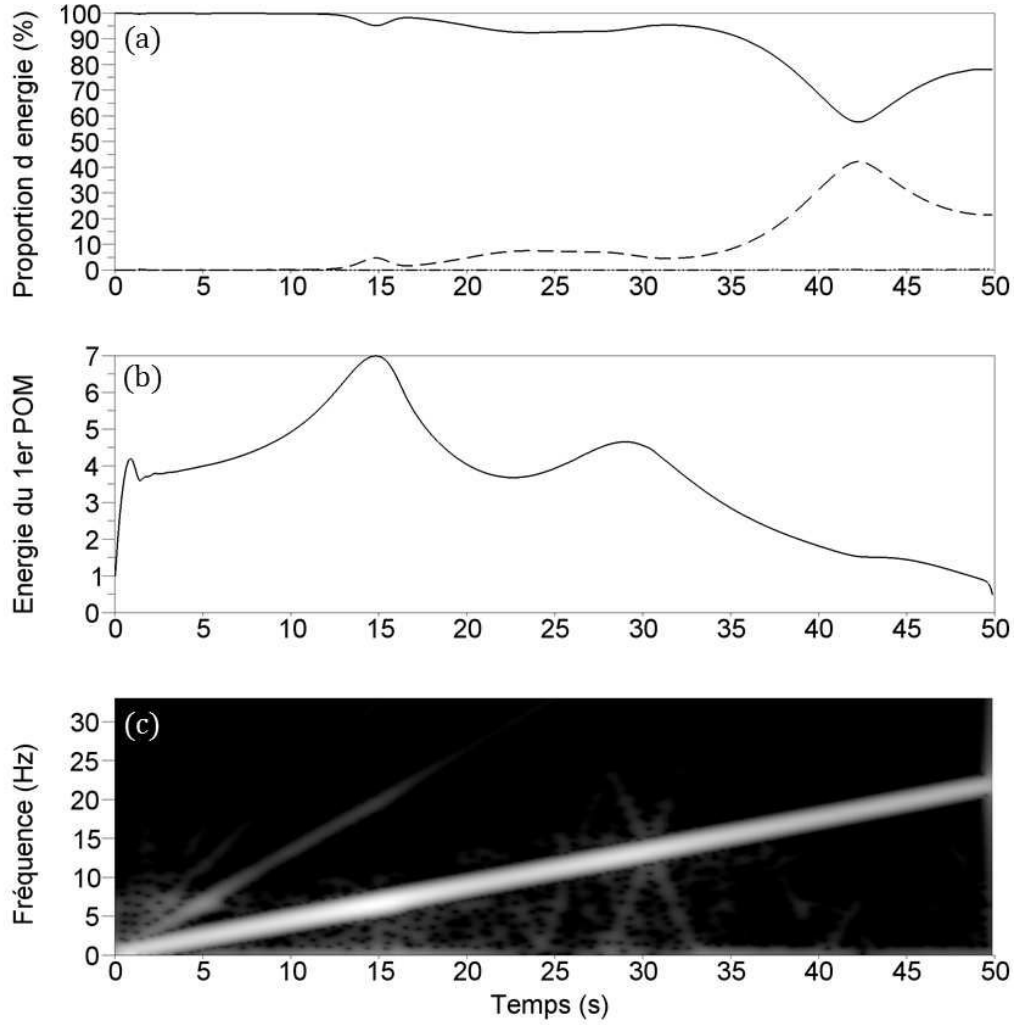 100
90
80
70
60
50
40
30
20
10
0
Proportion d energie (%)
(a)
0 5 10 15 20 25 30 35 40 45 50
7
6
5
4
3
2
1
0
Energie du 1er POM
(b)
0 5 10 15 20 25 30 35 40 45 50
30
25
20
15
10
5
0
Fréquence (Hz)
(c)
0 5 10 15 20 25 30 35 40 45 50
Temps (s)